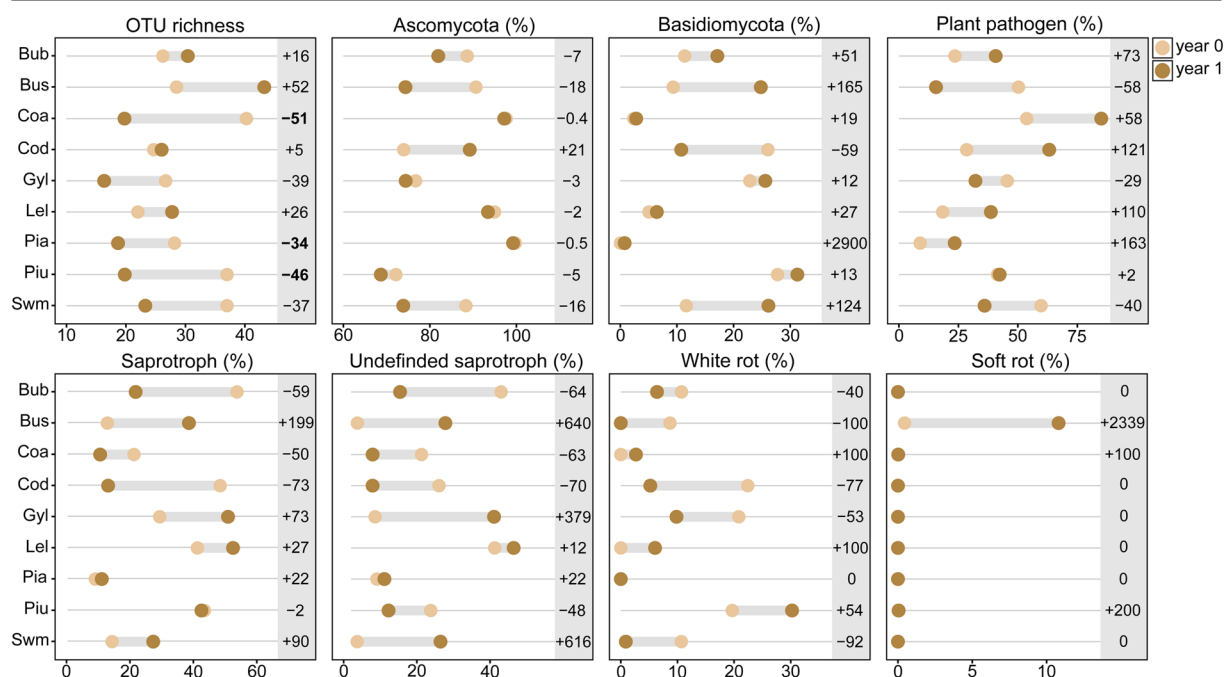 OTU richness Ascomycota (%) Basidiomycota (%) Plant pathogen (%)
year 0
year 1
Bub +16 −7 +51 +73
Bus +52 −18 +165 −58
Coa −51 −0.4 +19 +58
Cod +5 +21 −59 +121
Gyl −39 −3 +12 −29
Lel +26 −2 +27 +110
Pia −34 −0.5 +2900 +163
Piu −46 −5 +13 +2
Swm −37 −16 +124 −40
10 20 30 40 60 80 100 0 10 20 30 0 25 50 75
Saprotroph (%) Undefinded saprotroph (%) White rot (%) Soft rot (%)
Bub −59 −64 −40 0
Bus +199 +640 −100 +2339
Coa −50 −63 +100 +100
Cod −73 −70 −77 0
Gyl +73 +379 −53 0
Lel +27 +12 +100 0
Pia +22 +22 0 0
Piu −2 −48 +54 +200
Swm +90 +616 −92 0
0 20 40 60 0 20 40 0 10 20 30 0 5 10